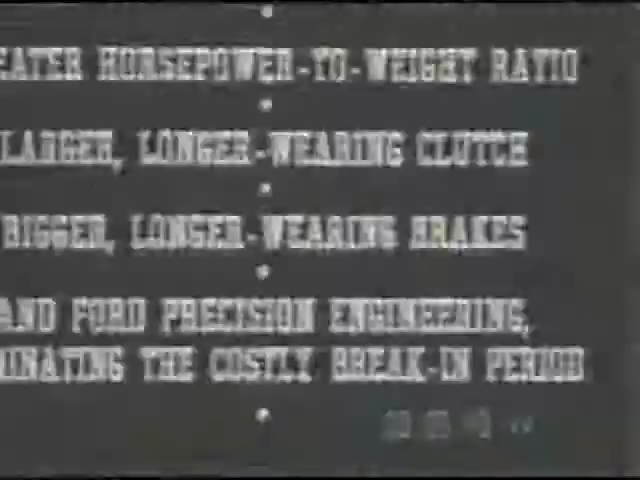 EATER HORSEPOWER-TO-WEIGHT RATIO
LARGER, LONGER-WEARING CLUTCH
BIGGER, LONGER-WEARING BRAKES
AND FORD PRECISION ENGINEERING,
INATING THE COSTLY BREAK-IN PERIOD